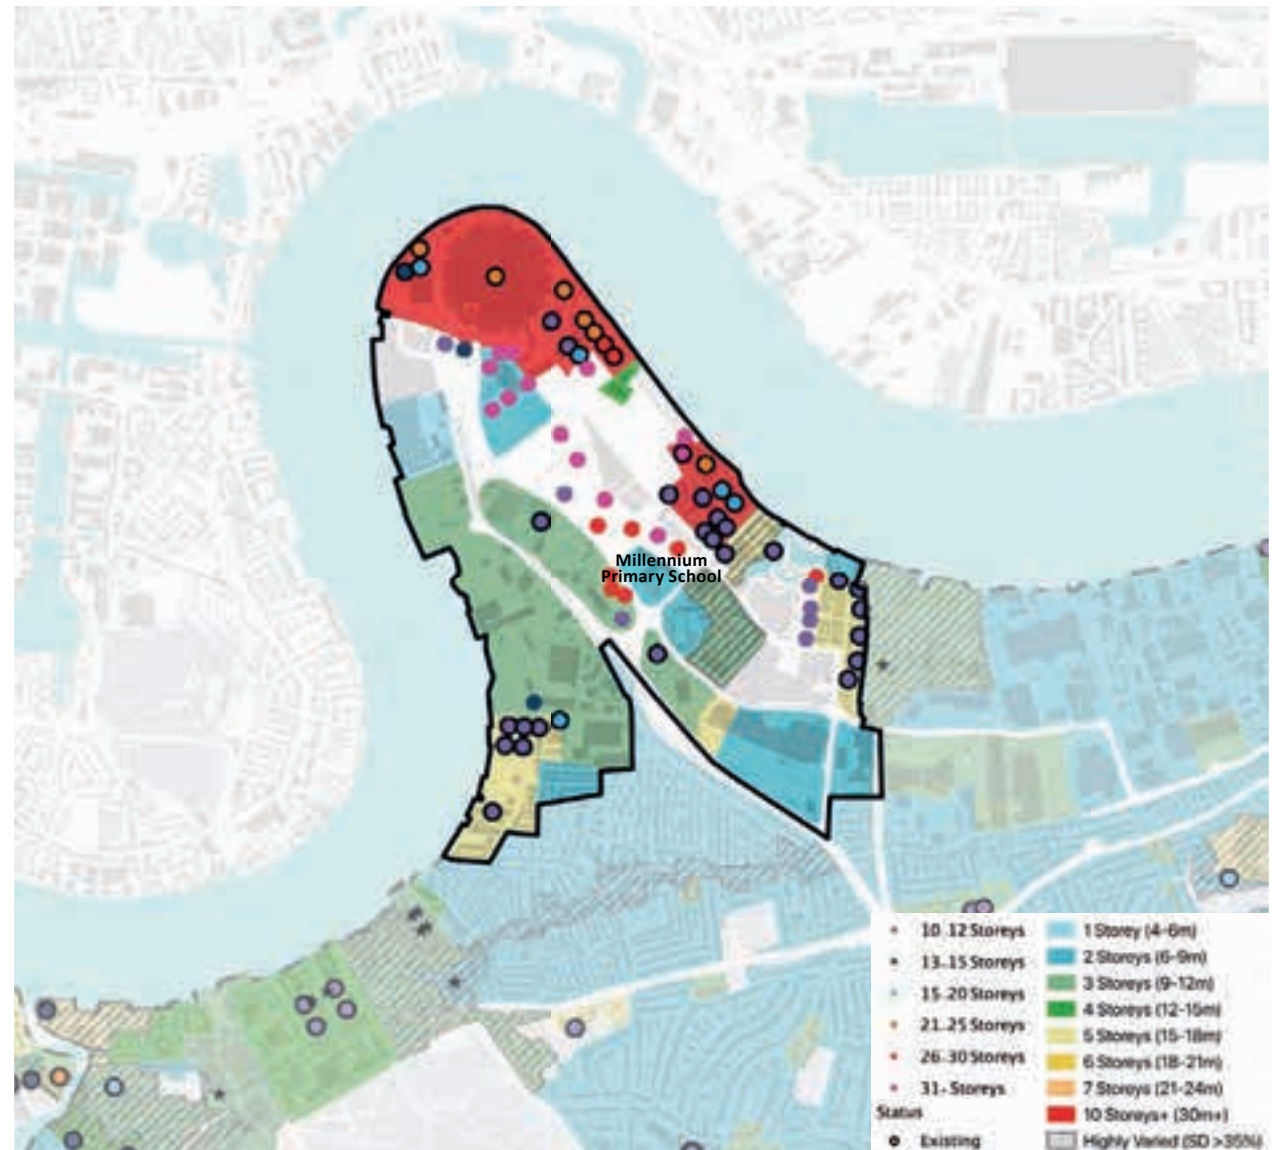 Millennium
Primary School
10.12 Storeys
13.15 Storeys
15.20 Storeys
21.25 Storeys
26.30 Storeys
31- Storeys
Status
Existing
1 Storey (4-6m)
2 Storeys (6-9m)
3 Storeys (9-12m)
4 Storeys (12-15m)
5 Storeys (15-18m)
6 Storeys (18-21m)
7 Storeys (21-24m)
10 Storeys+ (30m+)
Highly Varied (SD >35%)